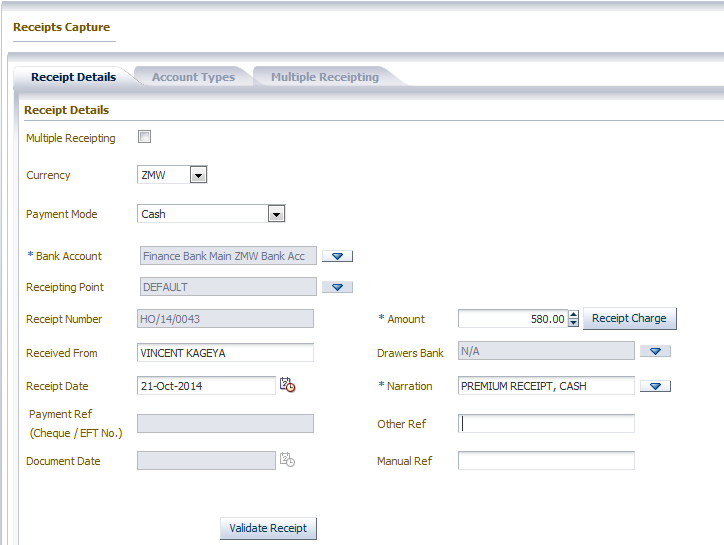 Receipts Capture
Receipt Details Account Types Multiple Receipting
Receipt Details
Multiple Receipting
Currency ZMW
Payment Mode Cash
* Bank Account Finance Bank Main ZMW Bank Acc
Receipting Point DEFAULT
Receipt Number HO/14/0043 * Amount 580.00 Receipt Charge
Received From VINCENT KAGEYA Drawers Bank N/A
Receipt Date 21-Oct-2014 * Narration PREMIUM RECEIPT, CASH
Payment Ref
(Cheque / EFT No.) Other Ref
Document Date Manual Ref
Validate Receipt